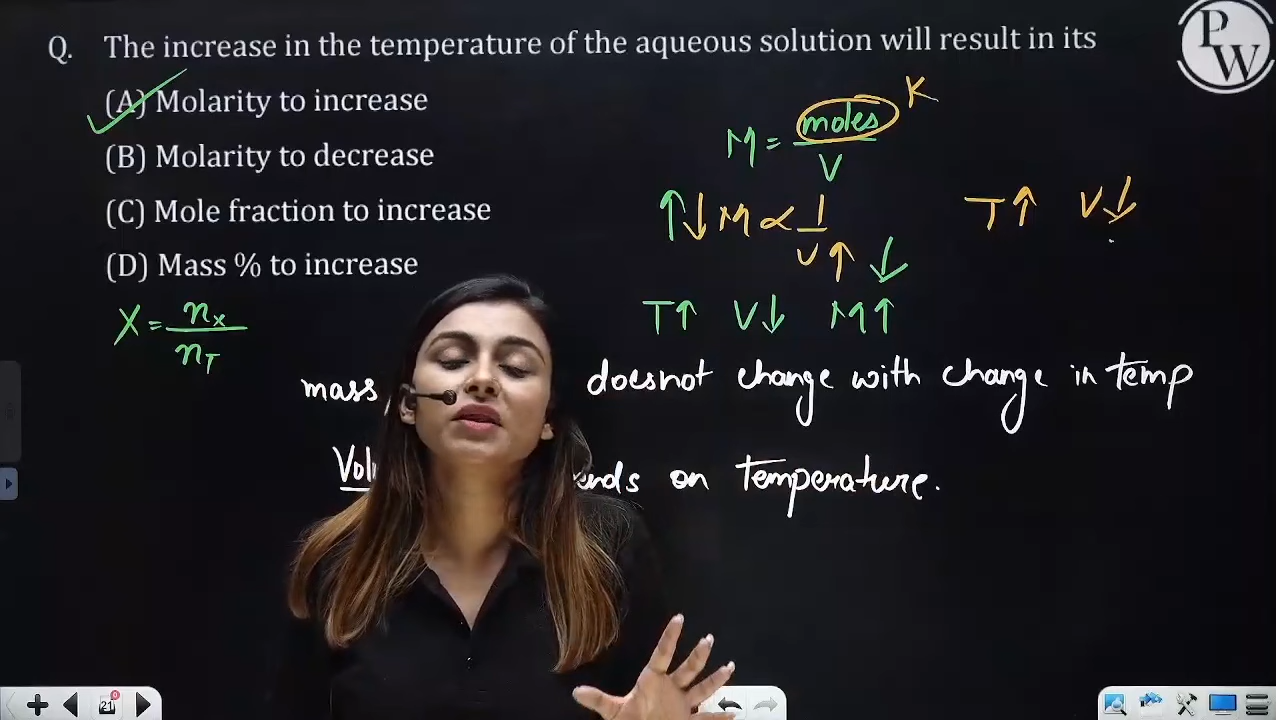 Q. The increase in the temperature of the aqueous solution will result in its
(A) Molarity to increase
(B) Molarity to decrease
(C) Mole fraction to increase
(D) Mass % to increase
PW
M = moles / V
K
↑↓ M ∝ 1 / V↑ ↓
T↑ V↓
T↑ V↓ M↑
X = nx / nT
mass doesnot change with change in temp
on Temperature.
21
0